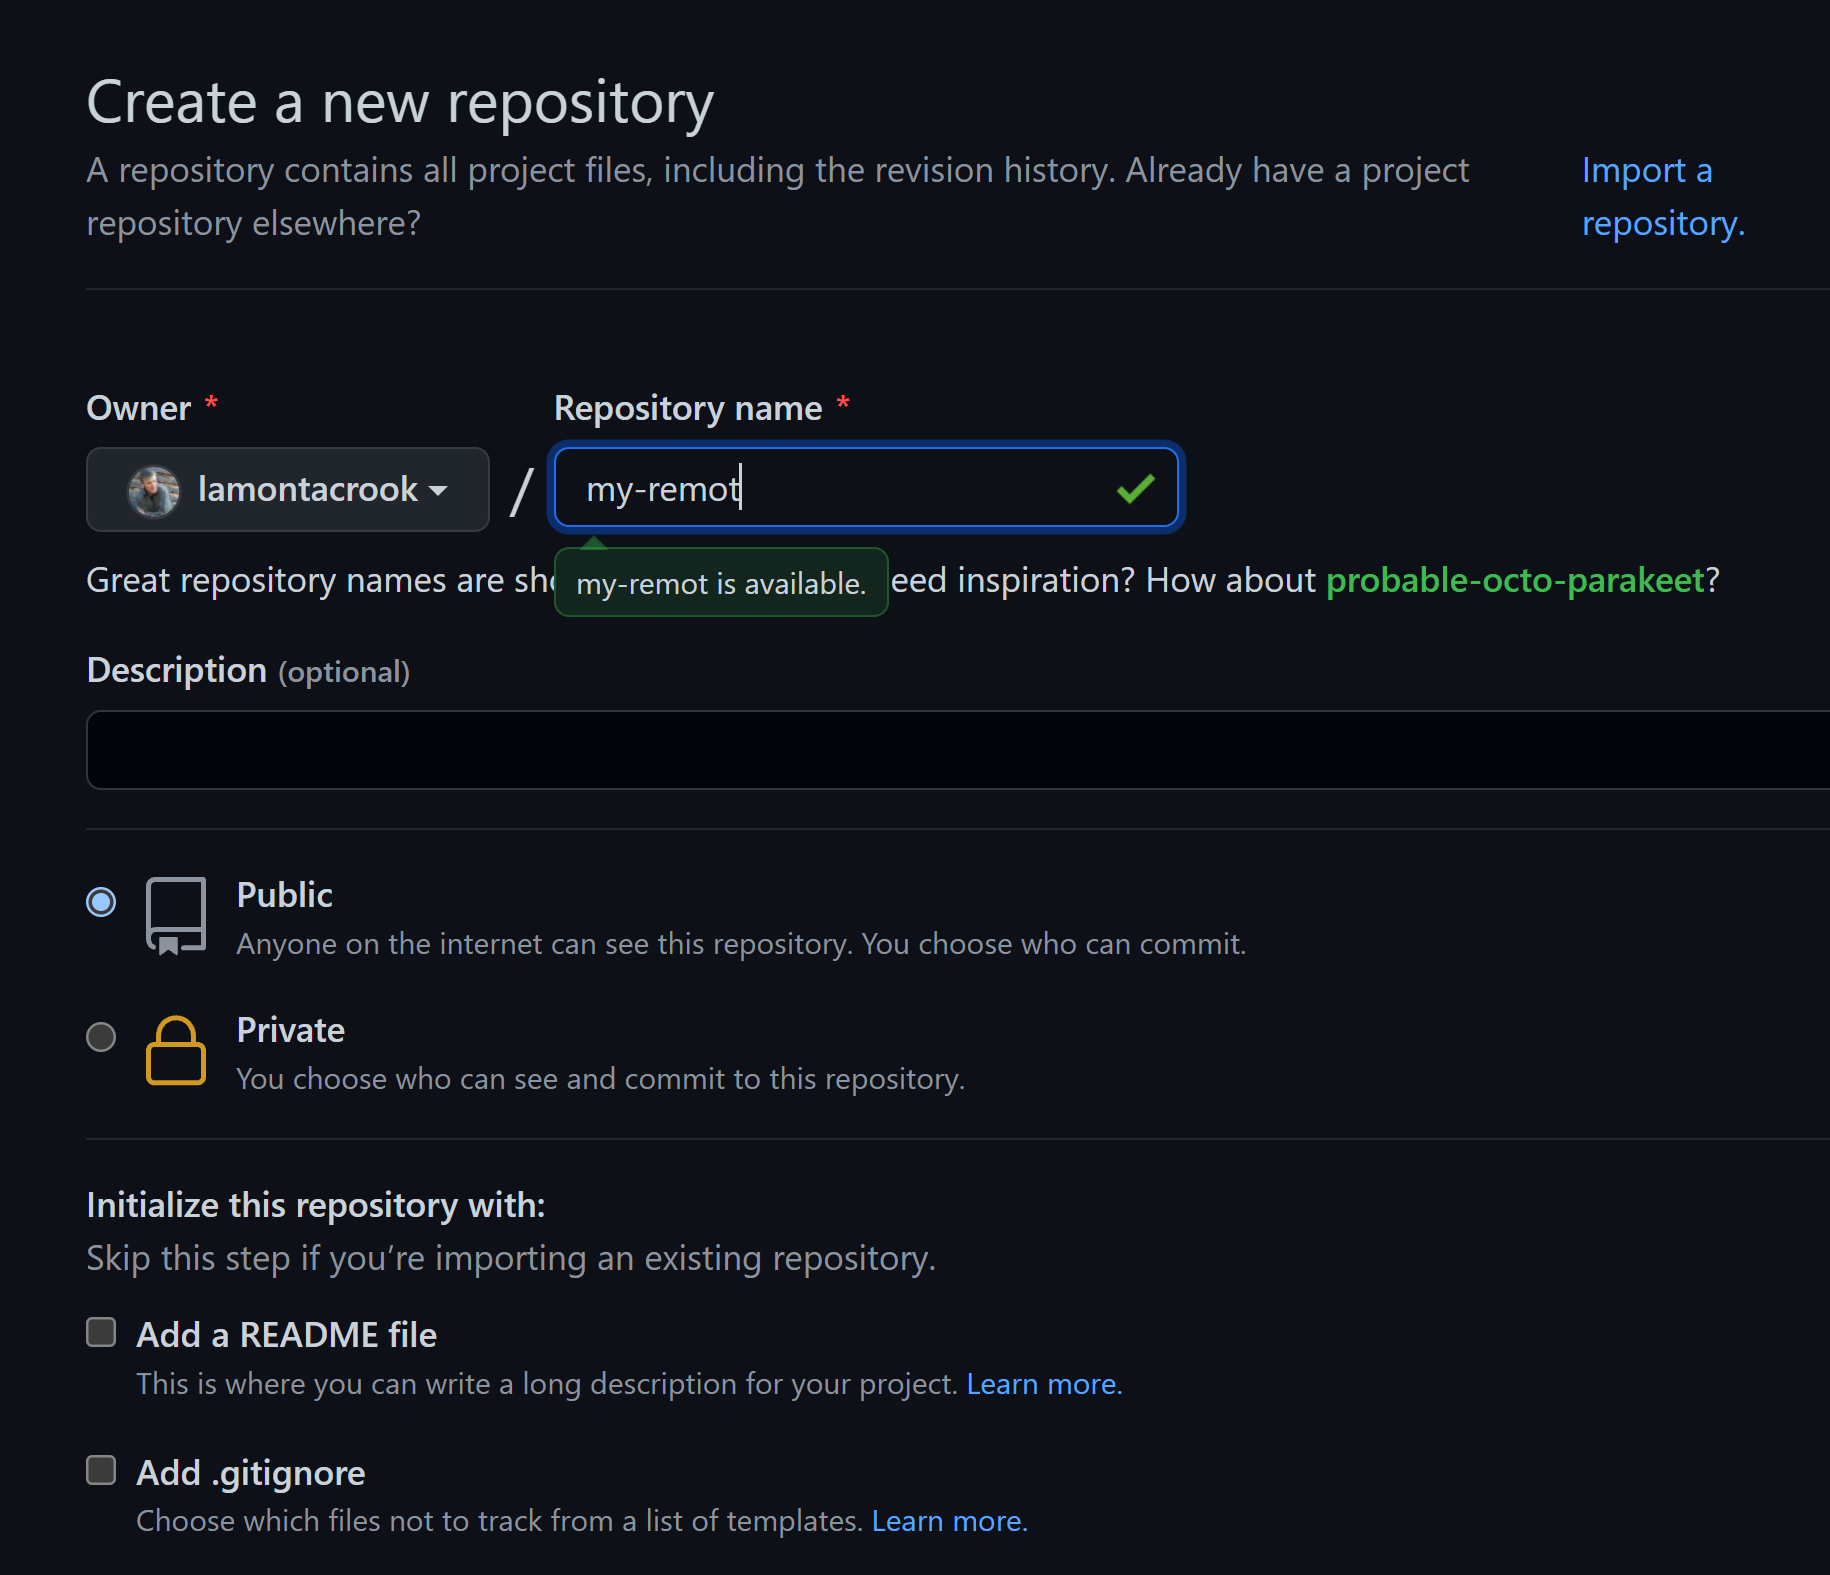 Create a new repository
A repository contains all project files, including the revision history. Already have a project repository elsewhere? Import a repository.
Owner *
Repository name *
lamontacrook
/
my-remot
my-remot is available.
Great repository names are eed inspiration? How about probable-octo-parakeet?
Description (optional)
Public
Anyone on the internet can see this repository. You choose who can commit.
Private
You choose who can see and commit to this repository.
Initialize this repository with:
Skip this step if you’re importing an existing repository.
Add a README file
This is where you can write a long description for your project. Learn more.
Add .gitignore
Choose which files not to track from a list of templates. Learn more.